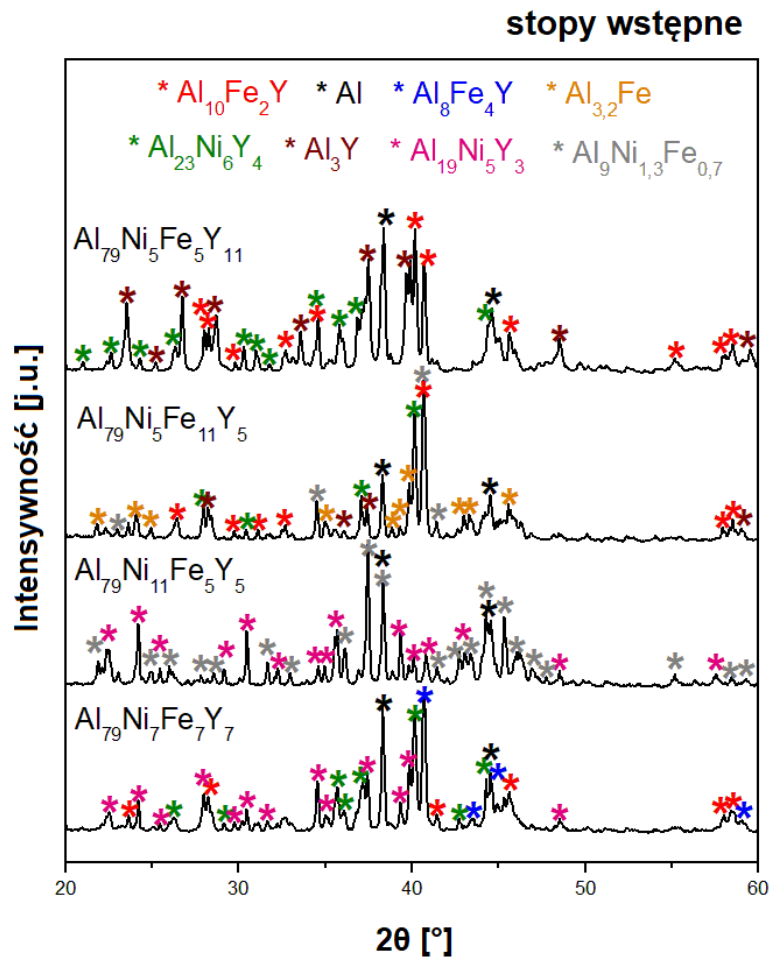 stopy wstępne
* Al₁₀Fe₂Y * Al * Al₈Fe₄Y * Al₃,₂Fe
* Al₂₃Ni₆Y₄ * Al₃Y * Al₁₉Ni₅Y₃ * Al₉Ni₁,₃Fe₀,₇
Al₇₉Ni₅Fe₅Y₁₁
Al₇₉Ni₅Fe₁₁Y₅
Al₇₉Ni₁₁Fe₅Y₅
Al₇₉Ni₇Fe₇Y₇
Intensywność [j.u.]
20 30 40 50 60
2θ [°]